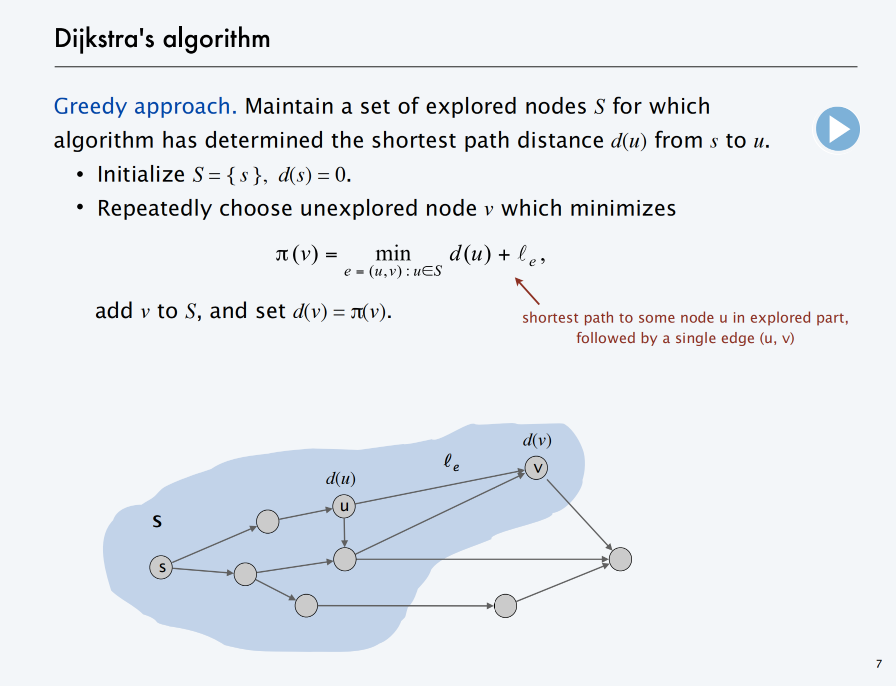 Dijkstra's algorithm
Greedy approach. Maintain a set of explored nodes S for which
algorithm has determined the shortest path distance d(u) from s to u.
• Initialize S = { s }, d(s) = 0.
• Repeatedly choose unexplored node v which minimizes
π(v) = min d(u) + ℓe ,
e = (u,v) : u∈S
add v to S, and set d(v) = π(v).
shortest path to some node u in explored part,
followed by a single edge (u, v)
d(v)
ℓe
v
d(u)
u
S
s
7